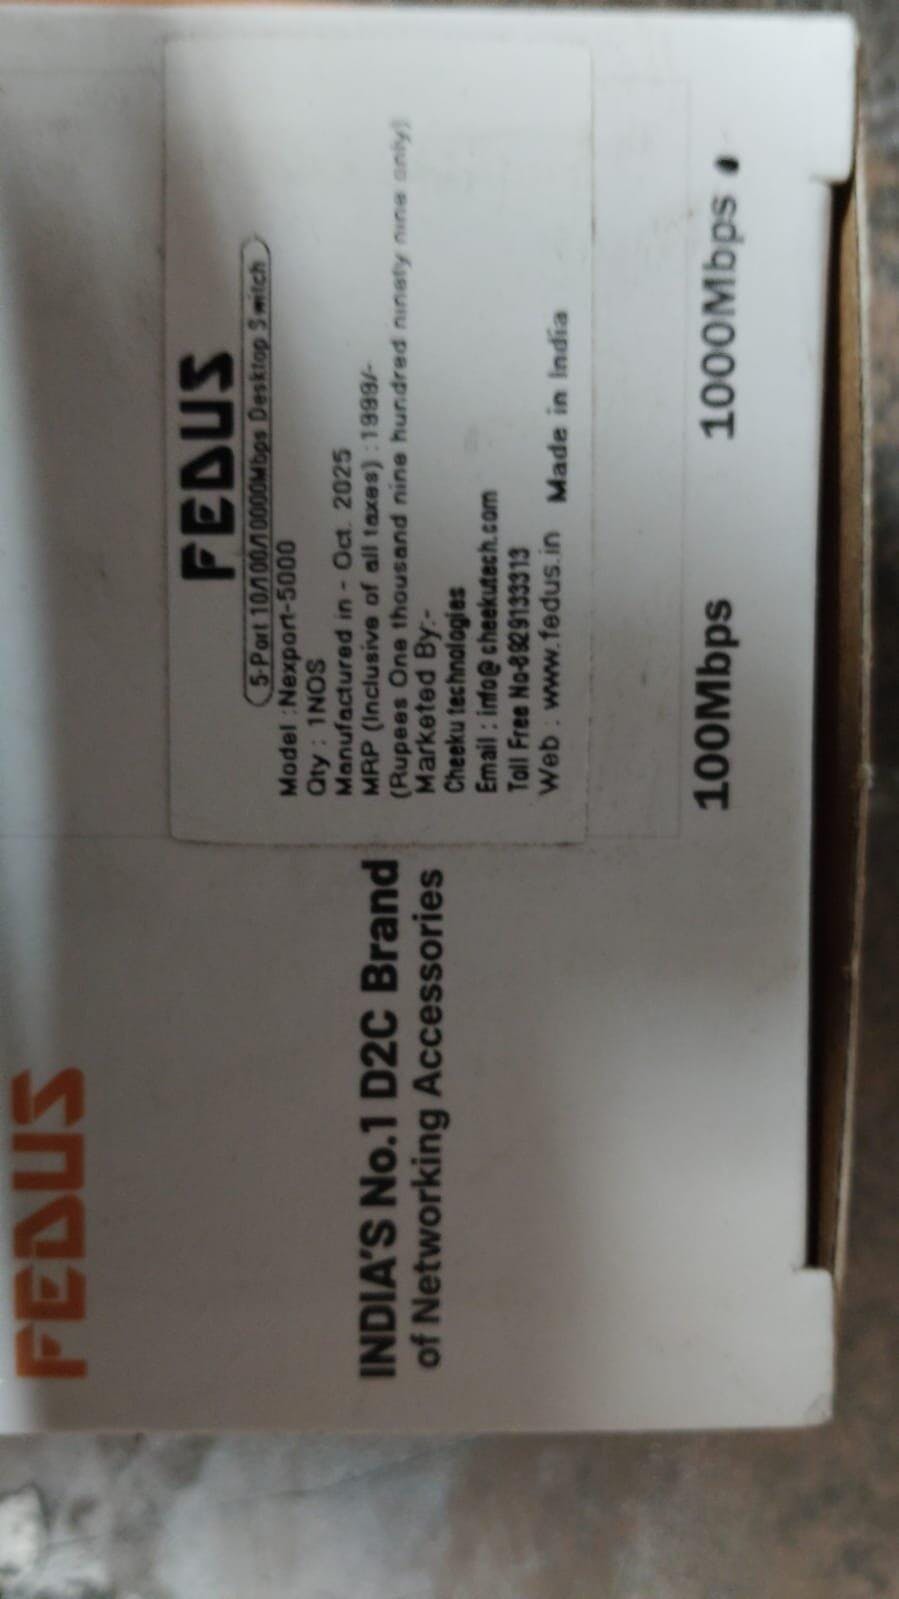 FEDUS
INDIA'S No.1 D2C Brand
of Networking Accessories
FEDUS
5-Port 10/100/10000Mbps Desktop Switch
Model : Nexport-5000
Qty : 1NOS
Manufactured in - Oct. 2025
MRP (Inclusive of all taxes) : 1999/-
(Rupees One thousand nine hundred ninety nine only)
Marketed By:-
Cheeku technologies
Email : info@cheekutech.com
Toll Free No-8929133313
Web : www.fedus.in Made in India
100Mbps 1000Mbps